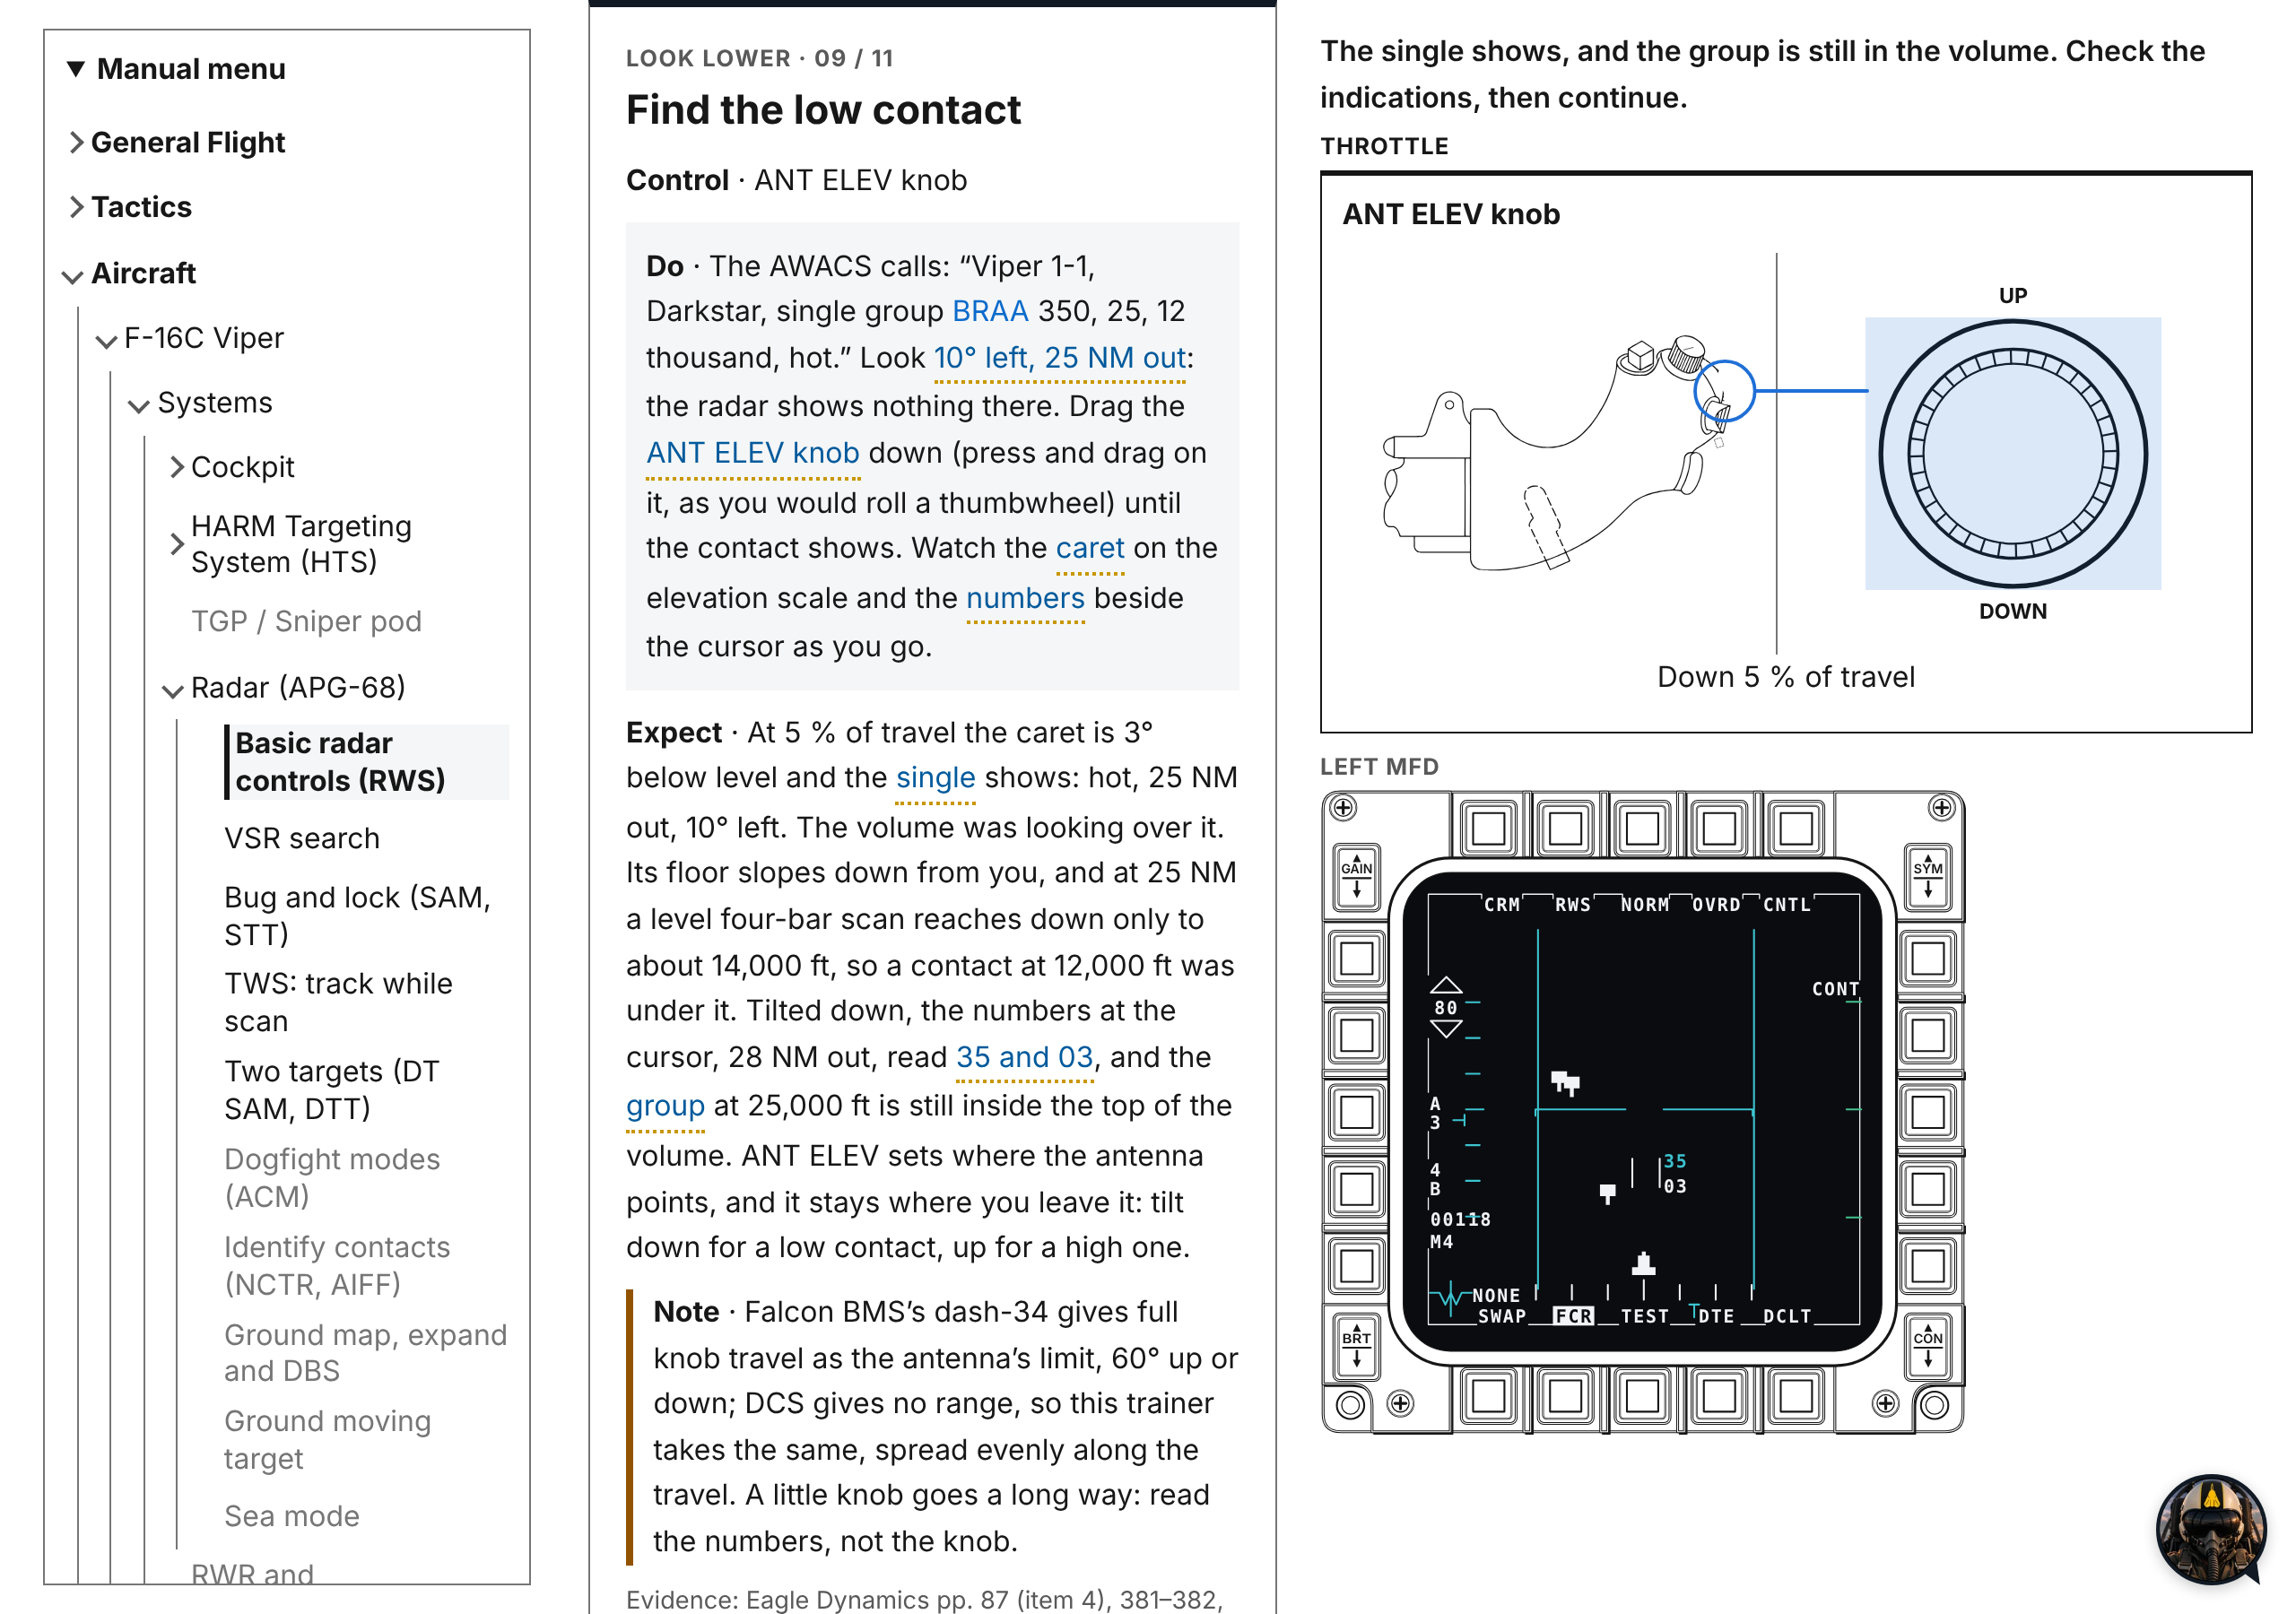 ▼ Manual menu
General Flight
Tactics
Aircraft
F-16C Viper
Systems
Cockpit
HARM Targeting
System (HTS)
TGP / Sniper pod
Radar (APG-68)
Basic radar
controls (RWS)
VSR search
Bug and lock (SAM,
STT)
TWS: track while
scan
Two targets (DT
SAM, DTT)
Dogfight modes
(ACM)
Identify contacts
(NCTR, AIFF)
Ground map, expand
and DBS
Ground moving
target
Sea mode
RWR and
LOOK LOWER · 09 / 11
Find the low contact
Control · ANT ELEV knob
Do · The AWACS calls: “Viper 1-1,
Darkstar, single group BRAA 350, 25, 12
thousand, hot.” Look 10° left, 25 NM out:
the radar shows nothing there. Drag the
ANT ELEV knob down (press and drag on
it, as you would roll a thumbwheel) until
the contact shows. Watch the caret on the
elevation scale and the numbers beside
the cursor as you go.
Expect · At 5 % of travel the caret is 3°
below level and the single shows: hot, 25 NM
out, 10° left. The volume was looking over it.
Its floor slopes down from you, and at 25 NM
a level four-bar scan reaches down only to
about 14,000 ft, so a contact at 12,000 ft was
under it. Tilted down, the numbers at the
cursor, 28 NM out, read 35 and 03, and the
group at 25,000 ft is still inside the top of the
volume. ANT ELEV sets where the antenna
points, and it stays where you leave it: tilt
down for a low contact, up for a high one.
Note · Falcon BMS’s dash-34 gives full
knob travel as the antenna’s limit, 60° up or
down; DCS gives no range, so this trainer
takes the same, spread evenly along the
travel. A little knob goes a long way: read
the numbers, not the knob.
Evidence: Eagle Dynamics pp. 87 (item 4), 381–382,
The single shows, and the group is still in the volume. Check the
indications, then continue.
THROTTLE
ANT ELEV knob
UP
DOWN
Down 5 % of travel
LEFT MFD
GAIN
SYM
CRM RWS NORM OVRD CNTL
CONT
80
A
3
35
4
03
B
00118
M4
NONE
SWAP FCR TEST DTE DCLT
BRT
CON